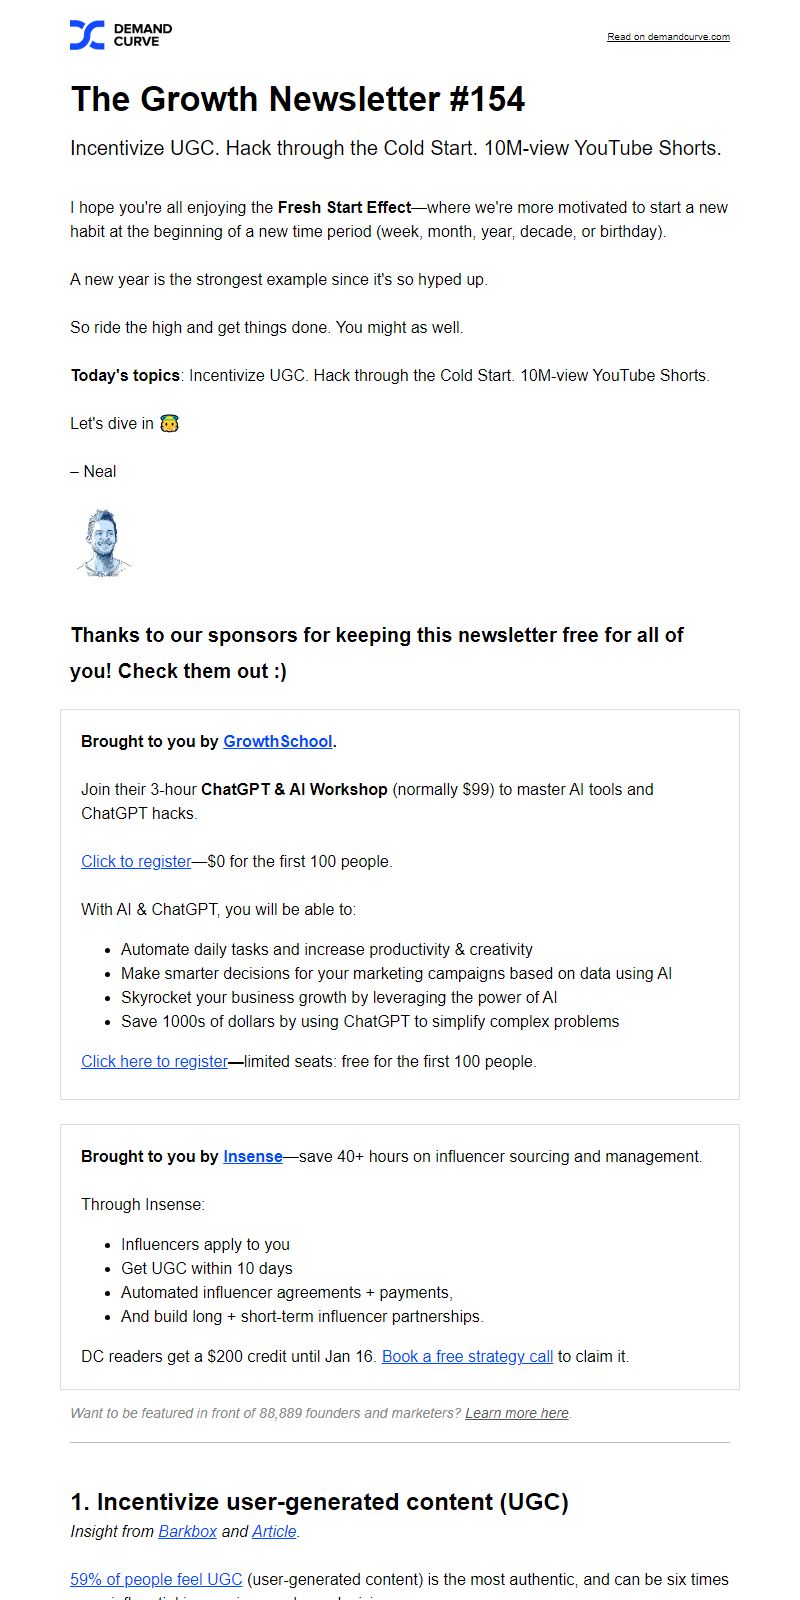 DEMAND
CURVE
Read on demandcurve.com
The Growth Newsletter #154
Incentivize UGC. Hack through the Cold Start. 10M-view YouTube Shorts.
I hope you're all enjoying the Fresh Start Effect—where we're more motivated to start a new
habit at the beginning of a new time period (week, month, year, decade, or birthday).
A new year is the strongest example since it's so hyped up.
So ride the high and get things done. You might as well.
Today's topics: Incentivize UGC. Hack through the Cold Start. 10M-view YouTube Shorts.
Let's dive in
– Neal
Thanks to our sponsors for keeping this newsletter free for all of
you! Check them out :)
Brought to you by GrowthSchool.
Join their 3-hour ChatGPT & AI Workshop (normally $99) to master AI tools and
ChatGPT hacks.
Click to register—$0 for the first 100 people.
With AI & ChatGPT, you will be able to:
• Automate daily tasks and increase productivity & creativity
• Make smarter decisions for your marketing campaigns based on data using AI
• Skyrocket your business growth by leveraging the power of AI
• Save 1000s of dollars by using ChatGPT to simplify complex problems
Click here to register—limited seats: free for the first 100 people.
Brought to you by Insense—save 40+ hours on influencer sourcing and management.
Through Insense:
• Influencers apply to you
• Get UGC within 10 days
• Automated influencer agreements + payments,
• And build long + short-term influencer partnerships.
DC readers get a $200 credit until Jan 16. Book a free strategy call to claim it.
Want to be featured in front of 88,889 founders and marketers? Learn more here.
1. Incentivize user-generated content (UGC)
Insight from Barkbox and Article.
59% of people feel UGC (user-generated content) is the most authentic, and can be six times